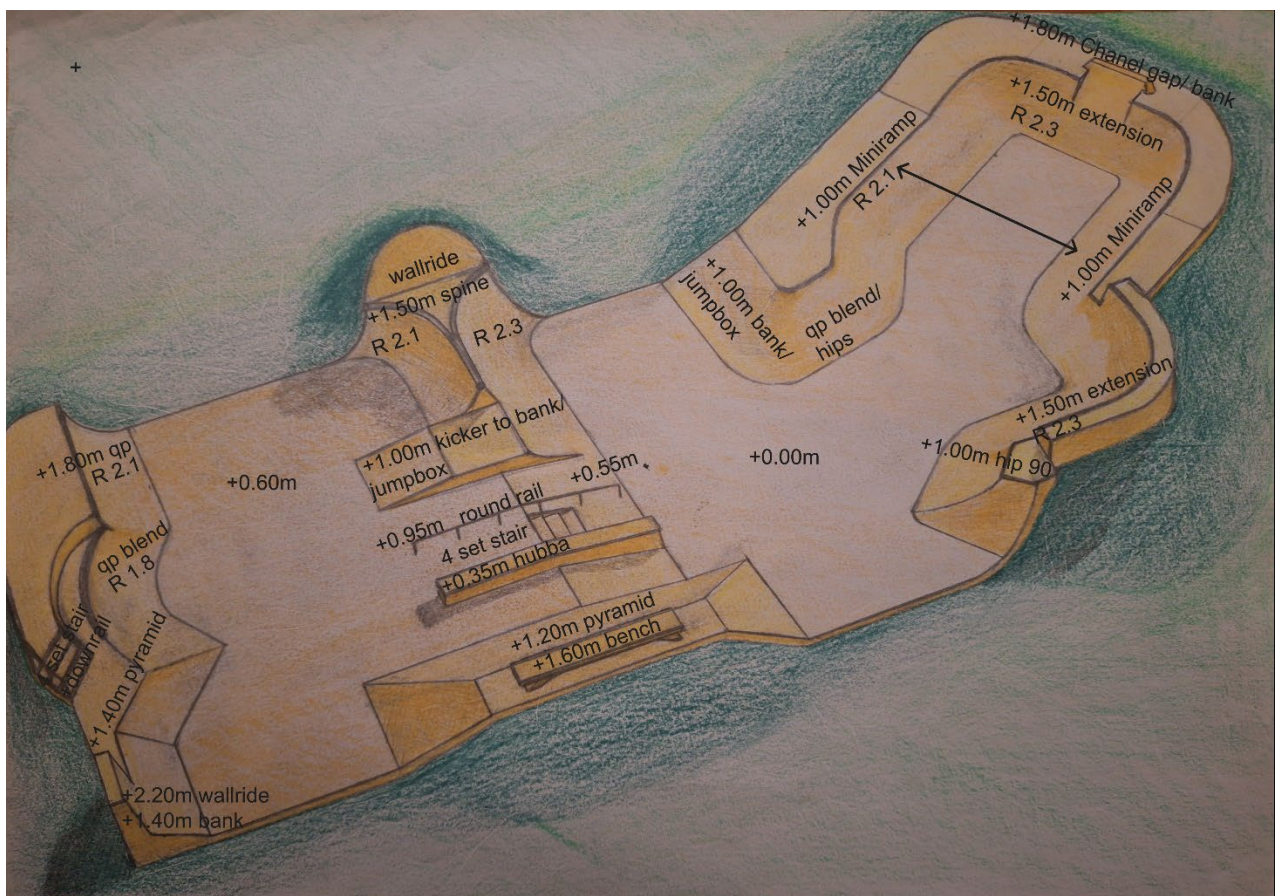 +
+1.80m Chanel gap/ bank
+1.50m extension
R 2.3
+1.00m Miniramp
R 2.1
+1.00m Miniramp
wallride
+1.50m spine
R 2.1
R 2.3
+1.00m bank/
jumpbox
qp blend/
hips
+1.50m extension
R 2.3
+1.00m hip 90
+1.80m qp
R 2.1
+0.60m
+1.00m kicker to bank/
jumpbox
+0.00m
+0.55m
round rail
+0.95m
4 set stair
+0.35m hubba
qp blend
R 1.8
set stair
+downrail
+1.40m pyramid
+1.20m pyramid
+1.60m bench
+2.20m wallride
+1.40m bank